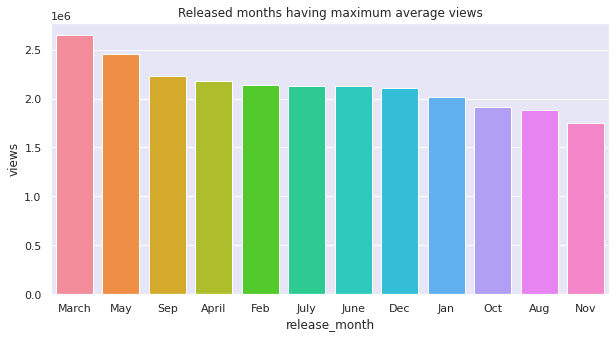 Released months having maximum average views
1e6
2.5
2.0
1.5
1.0
0.5
0.0
views
March May Sep April Feb July June Dec Jan Oct Aug Nov
release_month